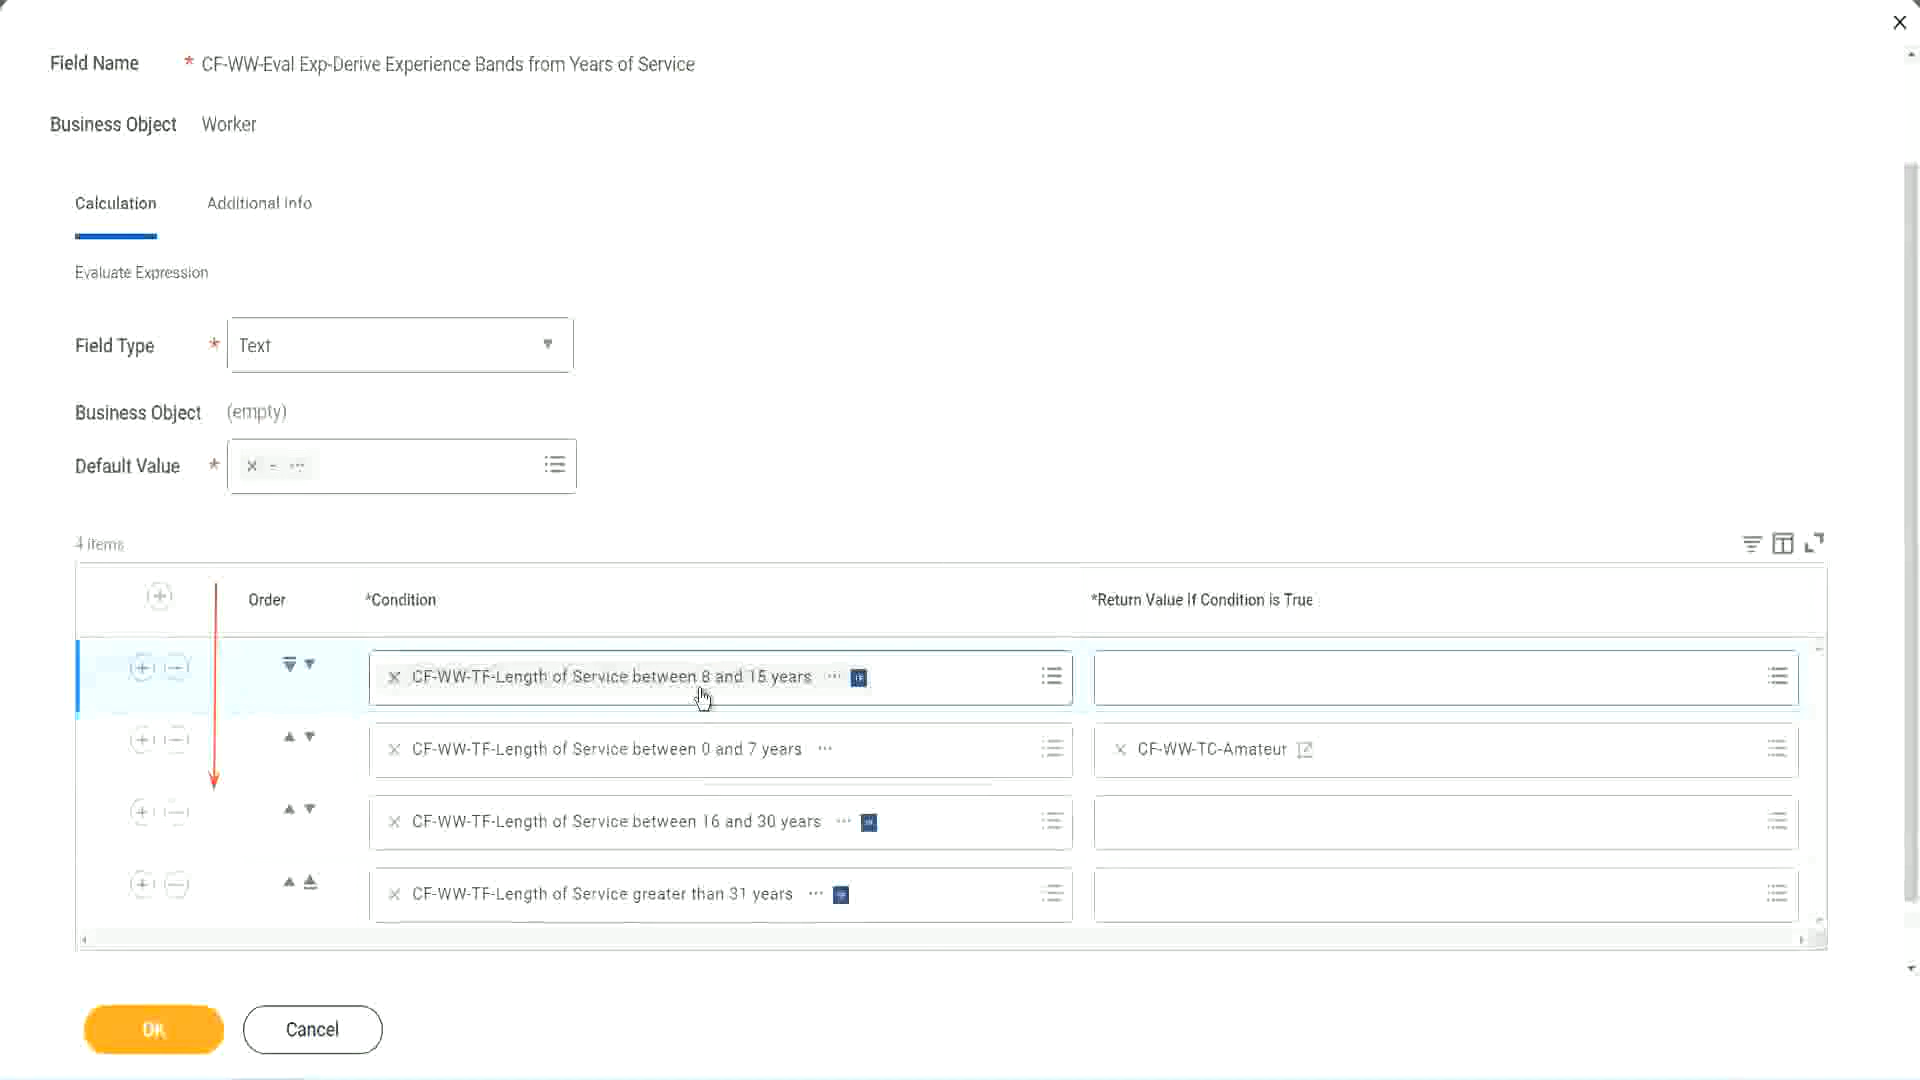 Field Name * CF-WW-Eval Exp-Derive Experience Bands from Years of Service
Business Object Worker
Calculation Additional Info
Evaluate Expression
Field Type * Text
Business Object (empty)
Default Value * - ...
4 items
Order *Condition *Return Value if Condition is True
CF-WW-TF-Length of Service between 8 and 15 years ...
CF-WW-TF-Length of Service between 0 and 7 years ... CF-WW-TC-Amateur
CF-WW-TF-Length of Service between 16 and 30 years ...
CF-WW-TF-Length of Service greater than 31 years ...
OK Cancel